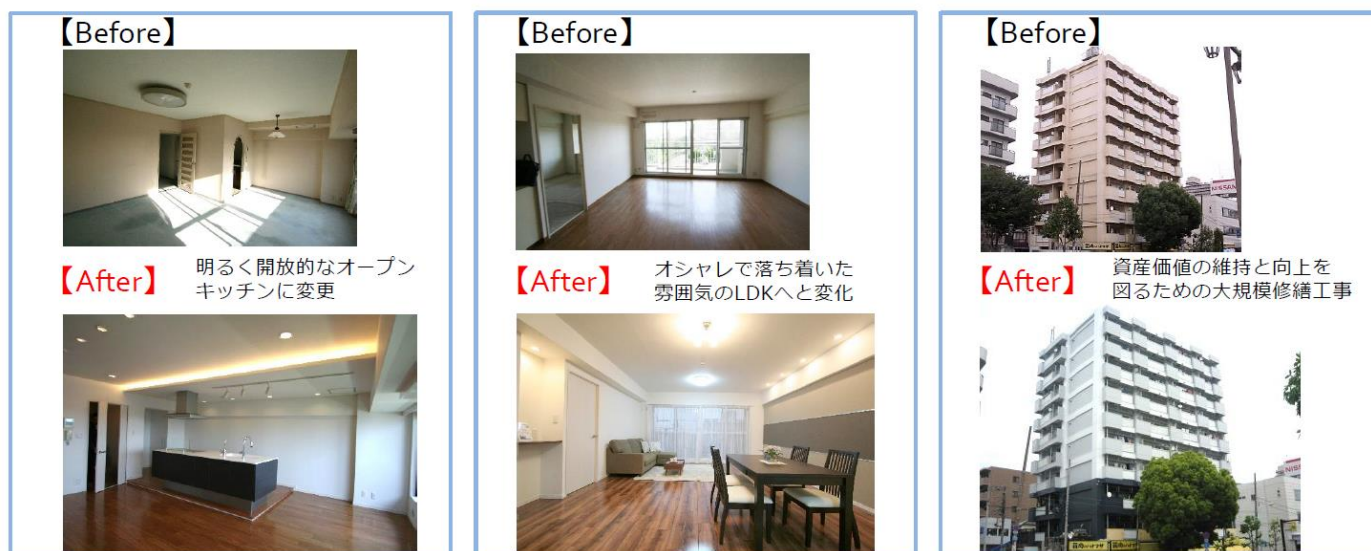 【Before】
【After】
明るく開放的なオープン
キッチンに変更
【Before】
【After】
オシャレで落ち着いた
雰囲気のLDKへと変化
【Before】
NISSAN
【After】
資産価値の維持と向上を
図るための大規模修繕工事